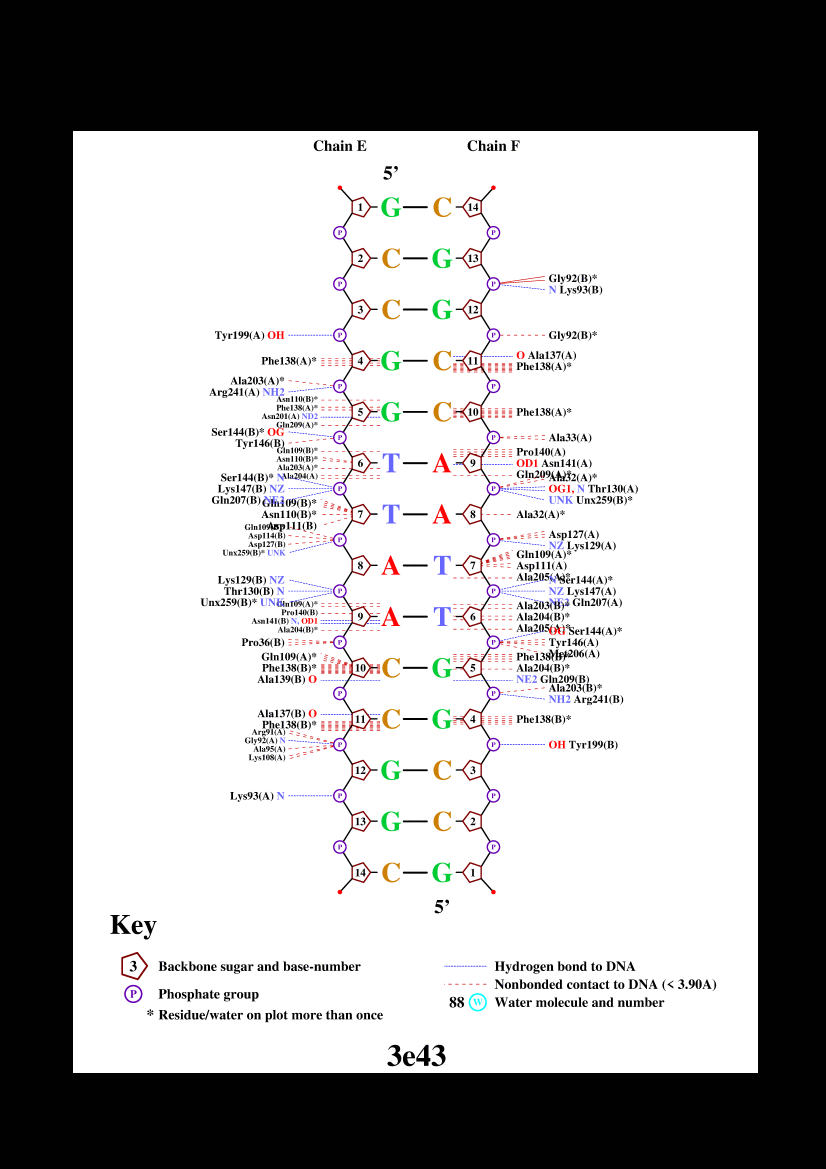 Chain E Chain F
5’
1 G C 14
P P
2 C G 13
P P Gly92(B)*
N Lys93(B)
3 C G 12
Tyr199(A) OH P P Gly92(B)*
O Ala137(A)
Phe138(A)* 4 G C 11 Phe138(A)*
Ala203(A)*
P P
Arg241(A) NH2
Asn110(B)*
Phe138(A)*
5 G C 10 Phe138(A)*
Asn201(A) ND2
Gln209(A)*
Ser144(B)* OG P P Ala33(A)
Tyr146(B)
Gln109(B)* Pro140(A)
Asn110(B)* 6 T A 9 OD1 Asn141(A)
Ala203(A)*
Ala204(A) Gln209(A)*
Ser144(B)* N Ala32(A)*
Lys147(B) NZ P P OG1, N Thr130(A)
Gln207(B) NE2 UNK Unx259(B)*
Gln109(B)*
Asn110(B)* 7 T A 8 Ala32(A)*
Asp111(B)
Gln109(B)*
Asp114(B) Asp127(A)
P P
Asp127(B) NZ Lys129(A)
Unx259(B)* UNK Gln109(A)*
8 A T 7 Asp111(A)
Ala205(A)*
Lys129(B) NZ N Ser144(A)*
Thr130(B) N P P NZ Lys147(A)
Unx259(B)* UNK NE2 Gln207(A)
Gln109(A)* Ala203(B)*
Pro140(B)
9 A T 6 Ala204(B)*
Asn141(B) N, OD1
Ala204(B)* Ala205(A)*
OG Ser144(A)*
Pro36(B) P P Tyr146(A)
Met206(A)
Gln109(A)* Phe138(B)*
Phe138(B)* 10 C G 5 Ala204(B)*
Ala139(B) O NE2 Gln209(B)
Ala203(B)*
P P
NH2 Arg241(B)
Ala137(B) O
11 C G 4 Phe138(B)*
Phe138(B)*
Arg91(A)
Gly92(A) N P P OH Tyr199(B)
Ala95(A)
Lys108(A)
12 G C 3
Lys93(A) N P P
13 G C 2
P P
14 C G 1
5’
Key
3 Backbone sugar and base-number Hydrogen bond to DNA
Nonbonded contact to DNA (< 3.90A)
P Phosphate group
88 W Water molecule and number
* Residue/water on plot more than once
3e43